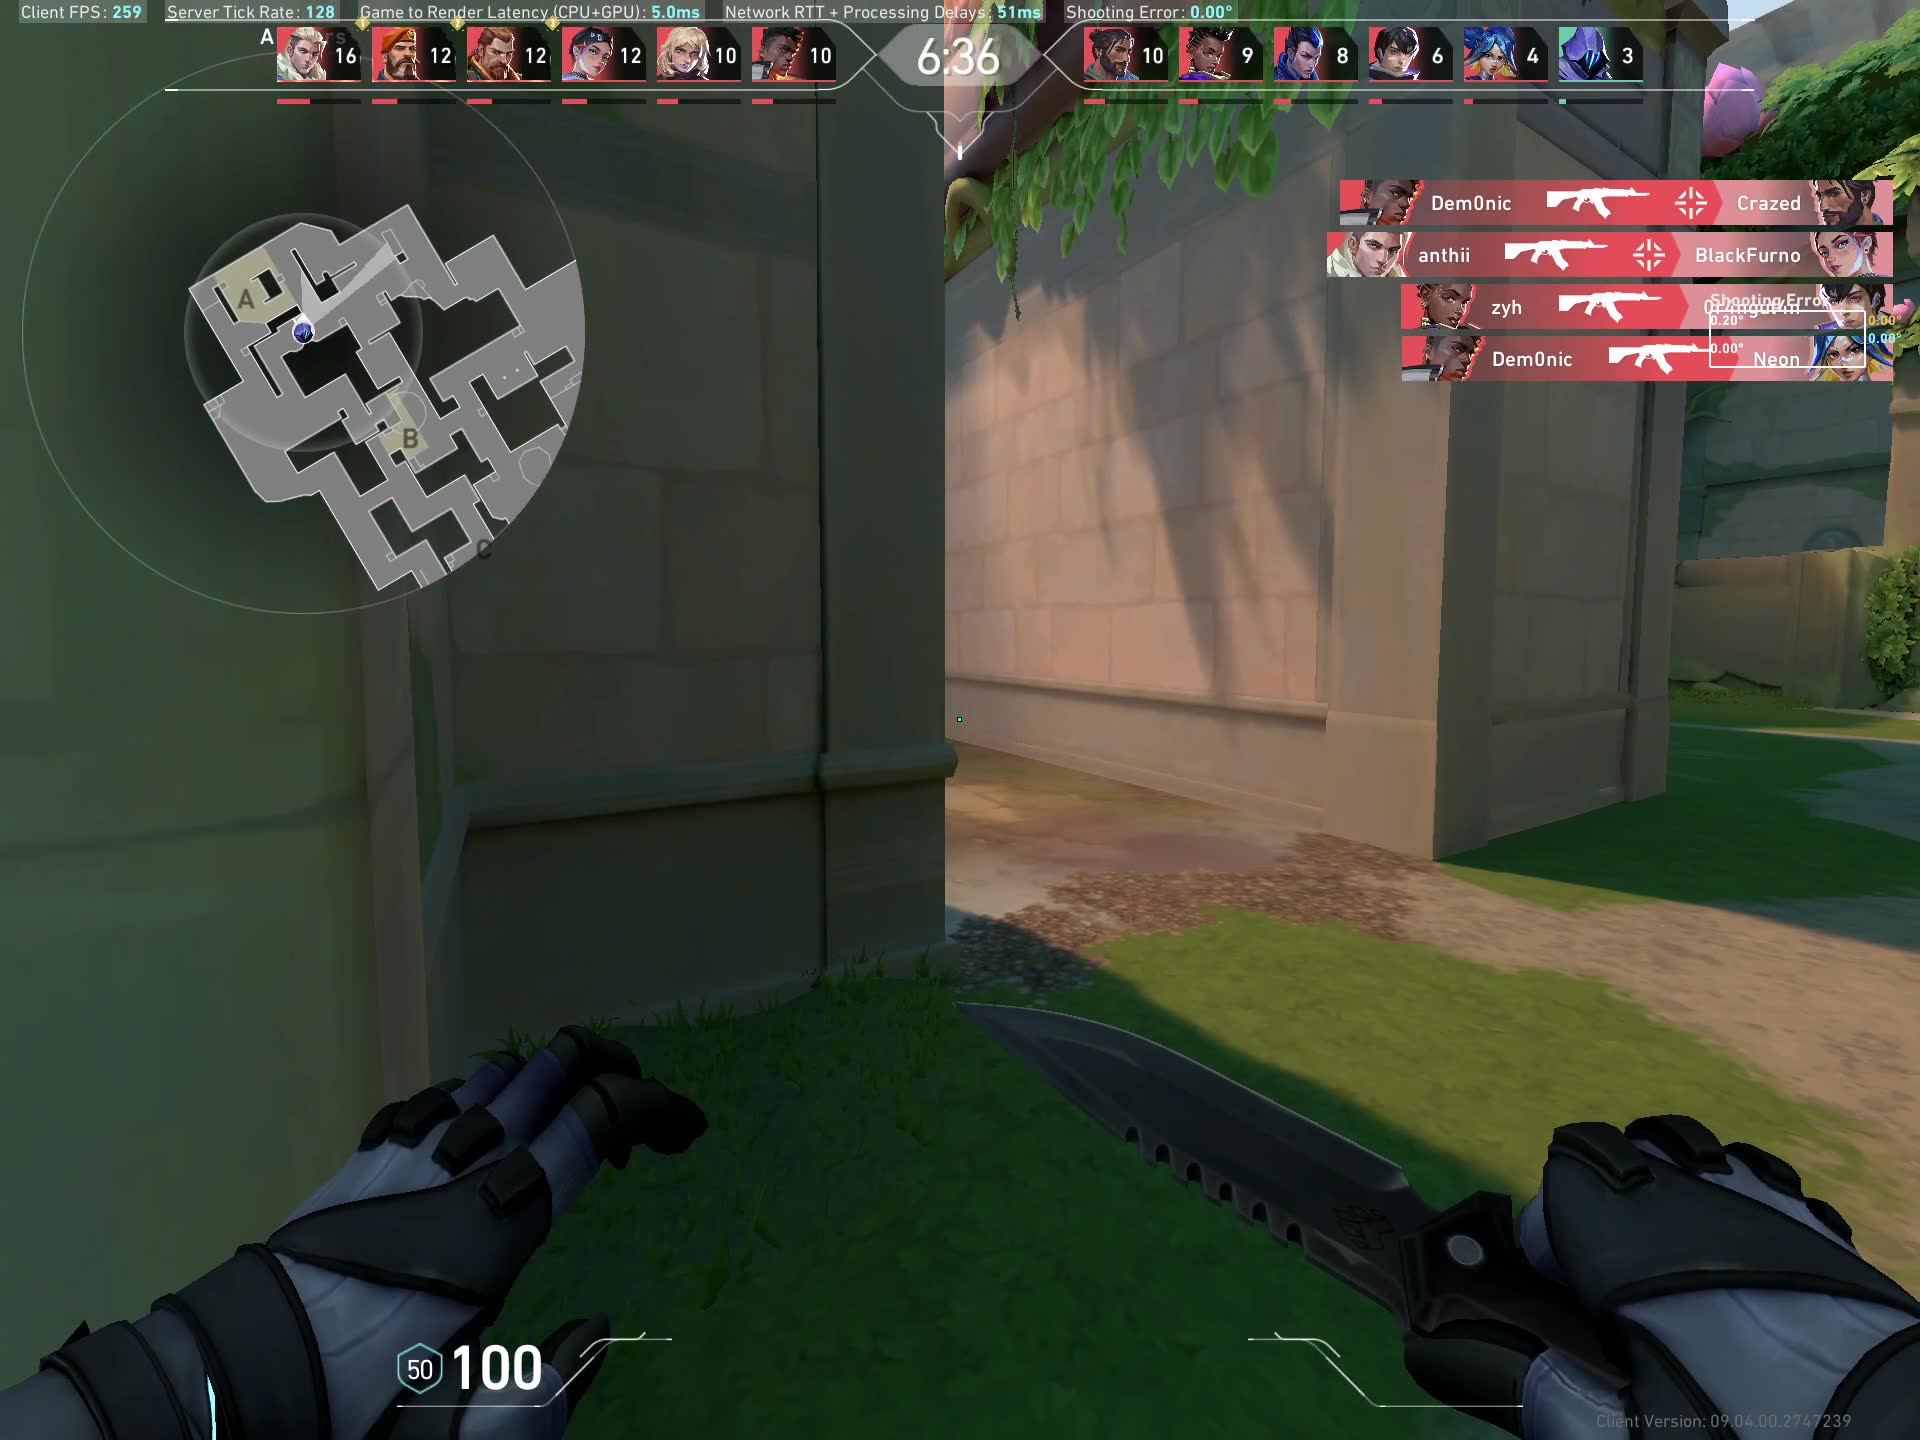 Client FPS: 259 Server Tick Rate: 128 Game to Render Latency (CPU+GPU): 5.0ms Network RTT + Processing Delays: 51ms Shooting Error: 0.00°
A
16 12 12 12 10 10 6:36 10 9 8 6 4 3
Dem0nic Crazed
anthii BlackFurno
zyh
Shooting Error
0.20° 0.00°
0.00° 0.00°
Dem0nic Neon
A
B
C
50 100
Client Version: 09.04.00.2747239